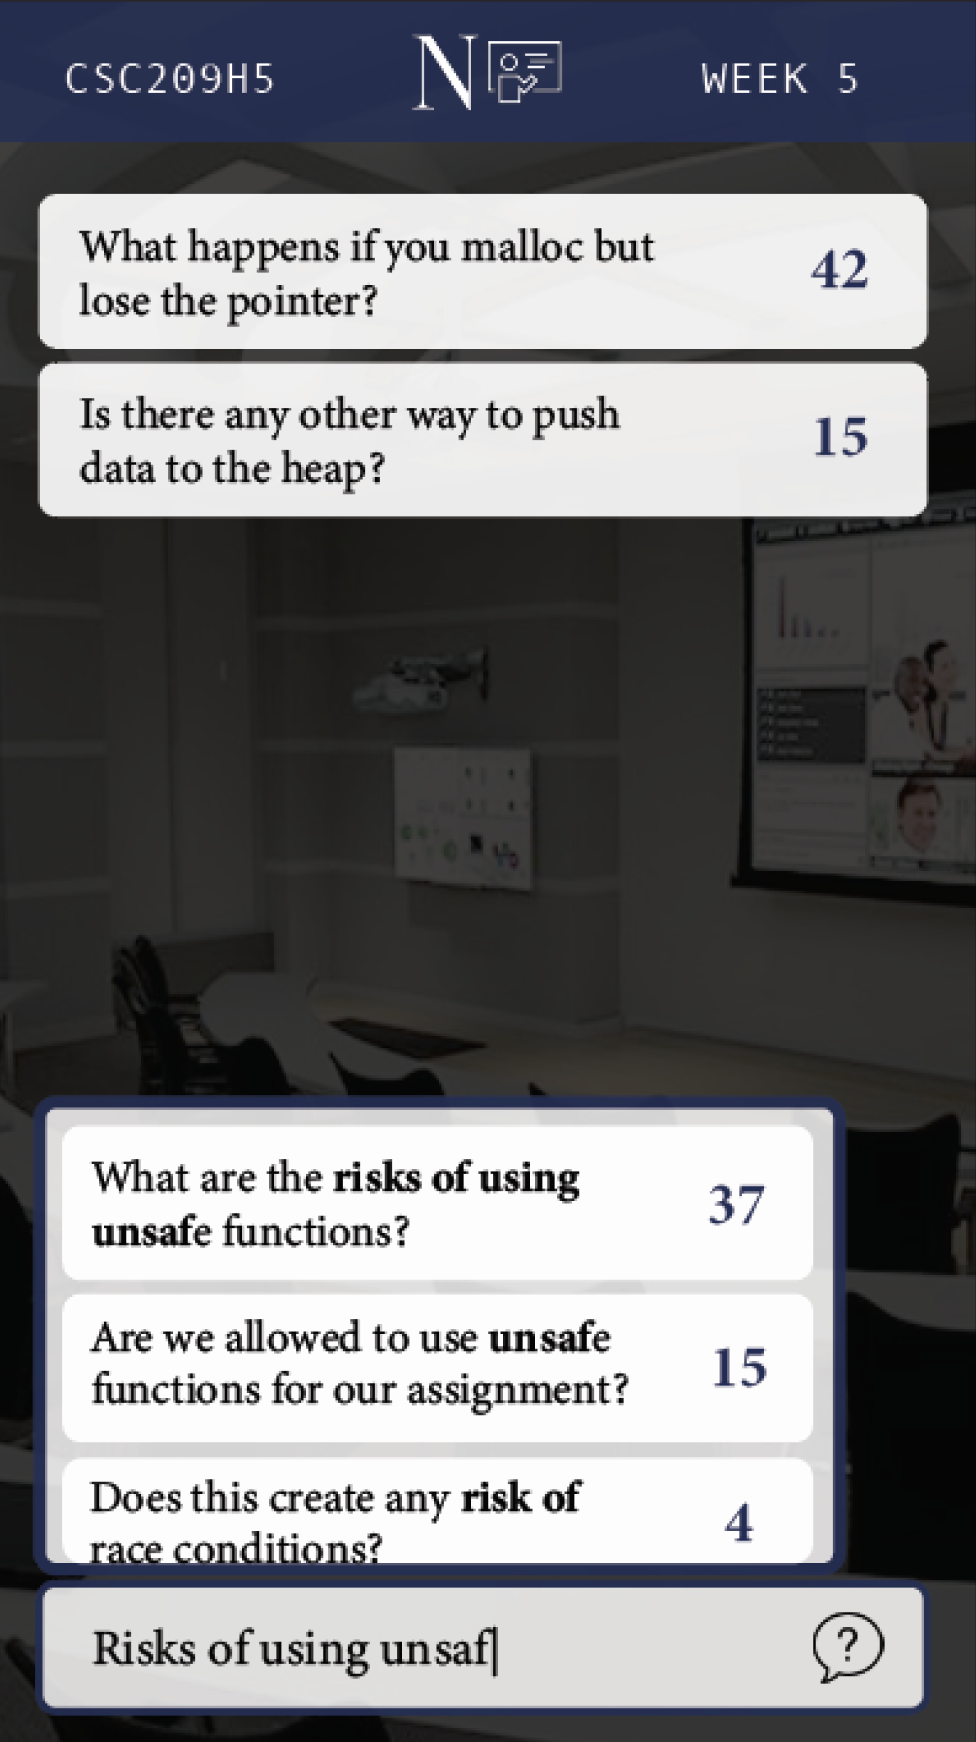 CSC209H5
N
WEEK 5
What happens if you malloc but
lose the pointer?
42
Is there any other way to push
data to the heap?
15
What are the risks of using
unsafe functions?
37
Are we allowed to use unsafe
functions for our assignment?
15
Does this create any risk of
race conditions?
4
Risks of using unsaf
?